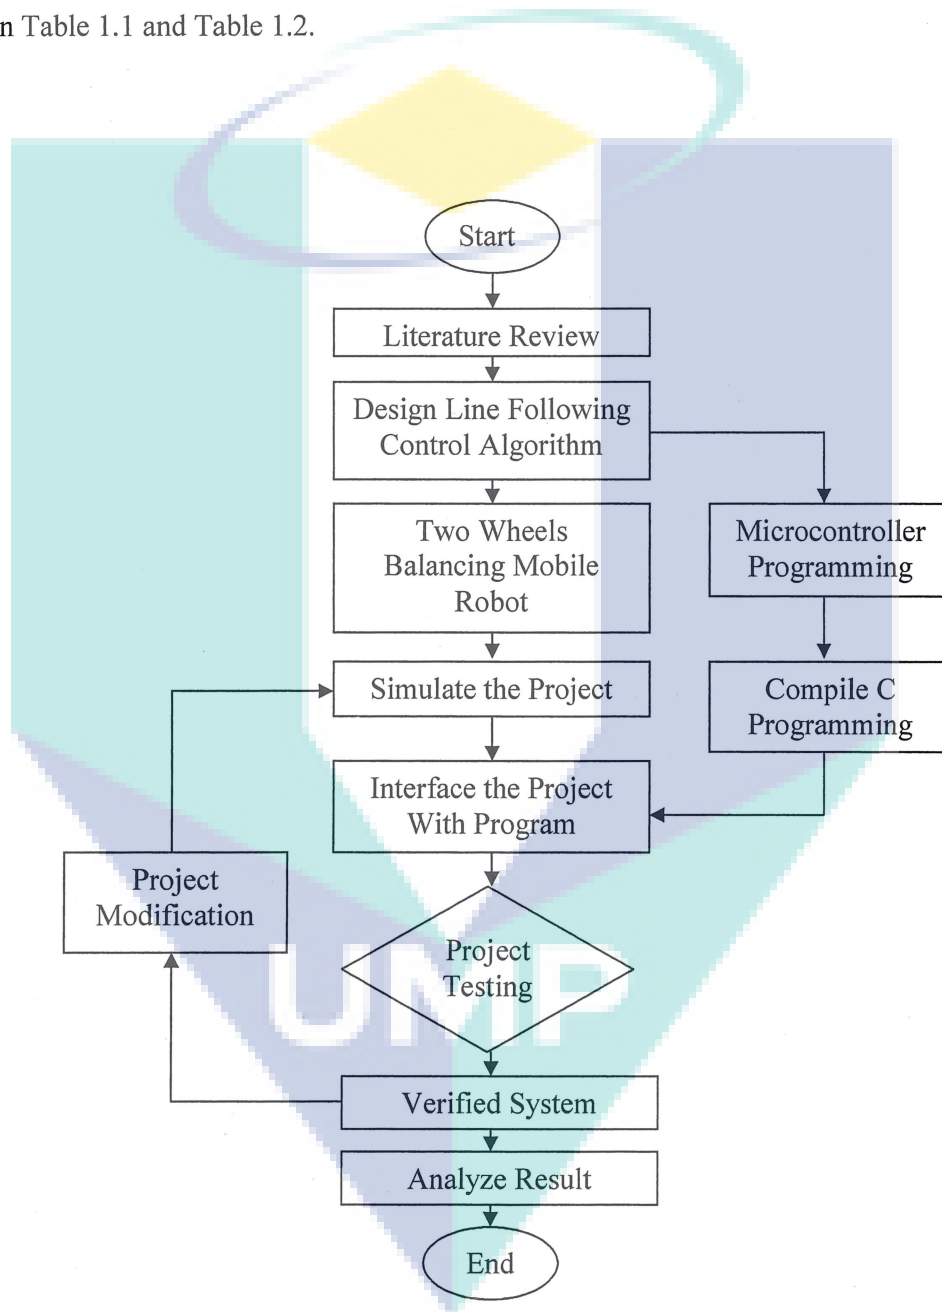 n Table 1.1 and Table 1.2.
Start
Literature Review
Design Line Following
Control Algorithm
Two Wheels
Balancing Mobile
Robot
Microcontroller
Programming
Simulate the Project
Compile C
Programming
Interface the Project
With Program
Project
Modification
Project
Testing
UMP
Verified System
Analyze Result
End